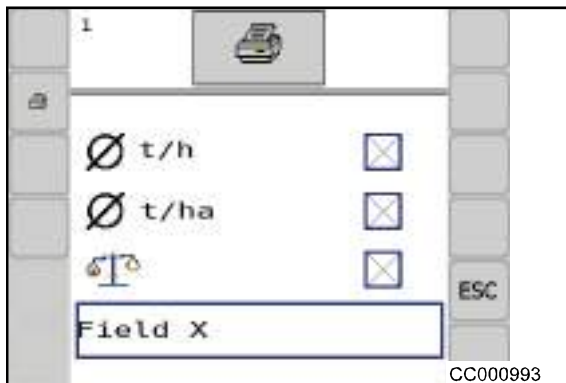 1
Ø t/h
Ø t/ha
ESC
Field X
CC000993